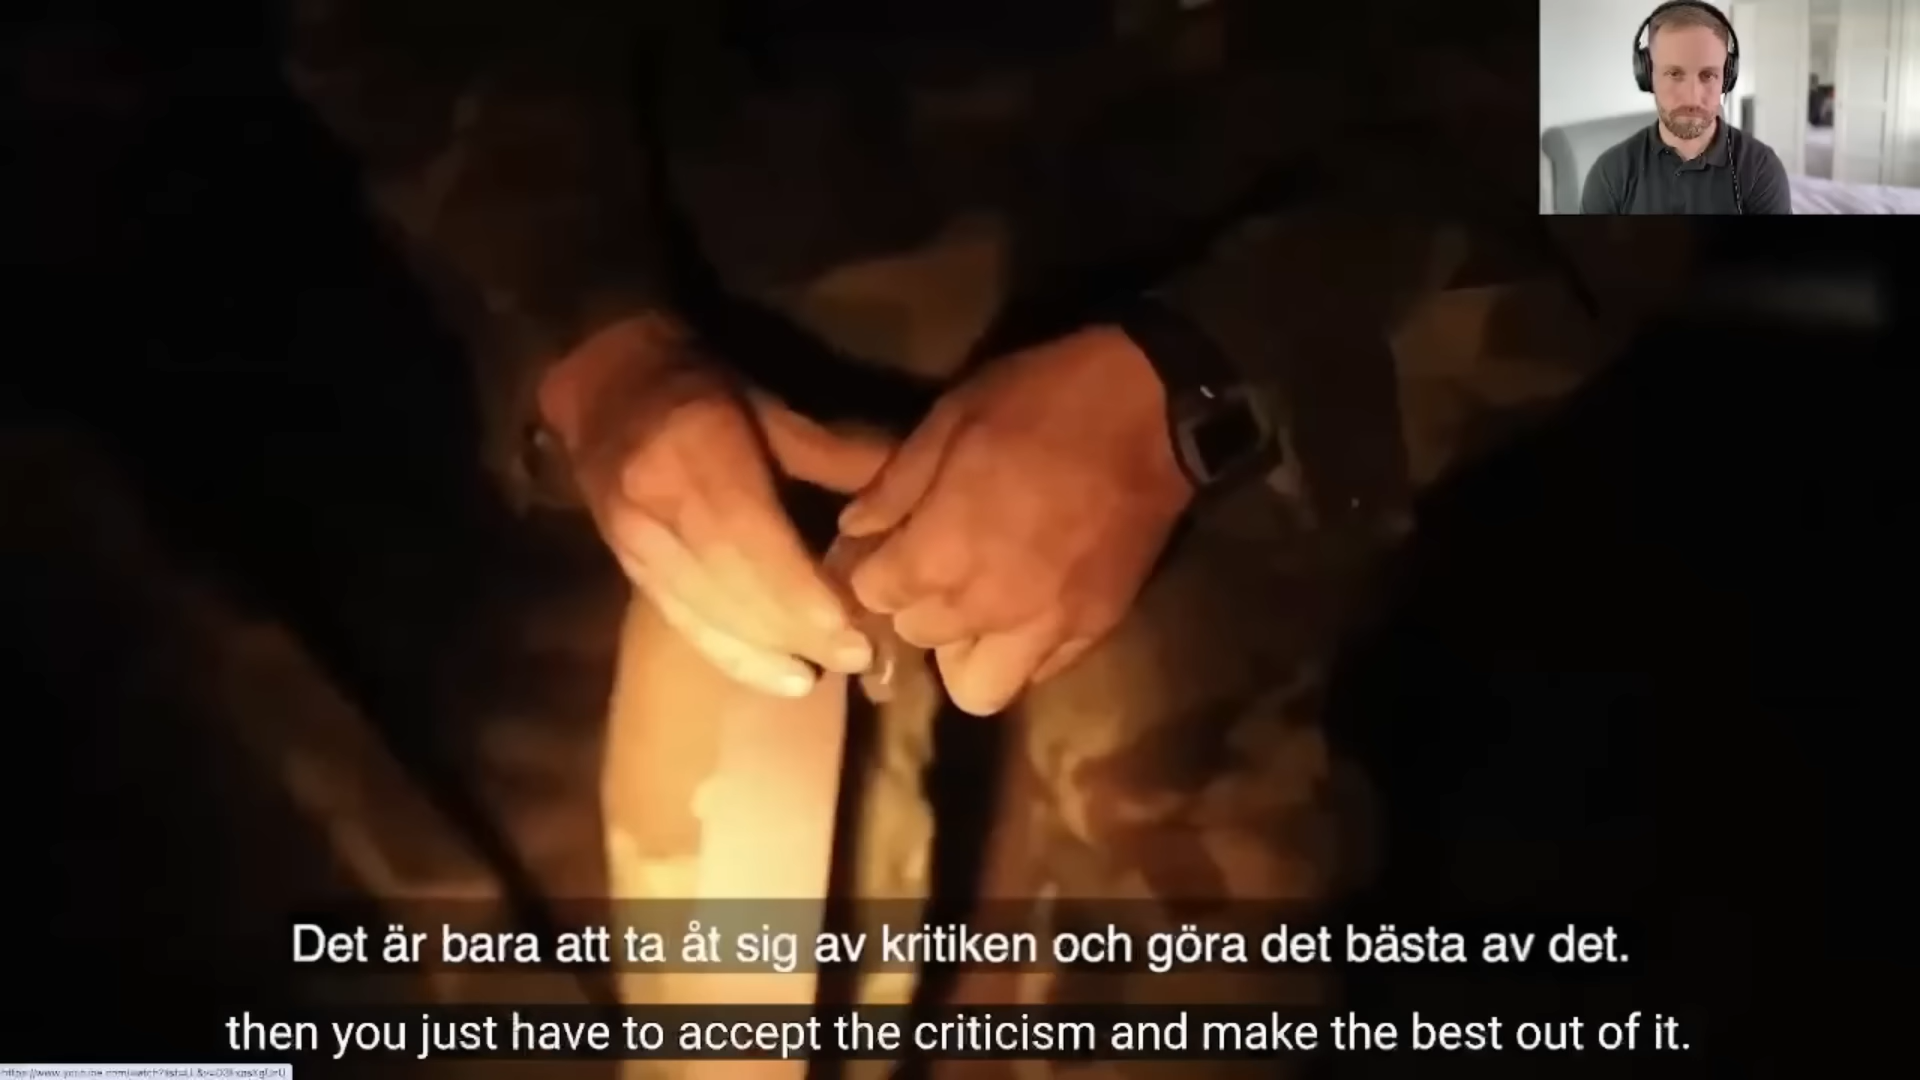 Det är bara att ta åt sig av kritiken och göra det bästa av det.
then you just have to accept the criticism and make the best out of it.